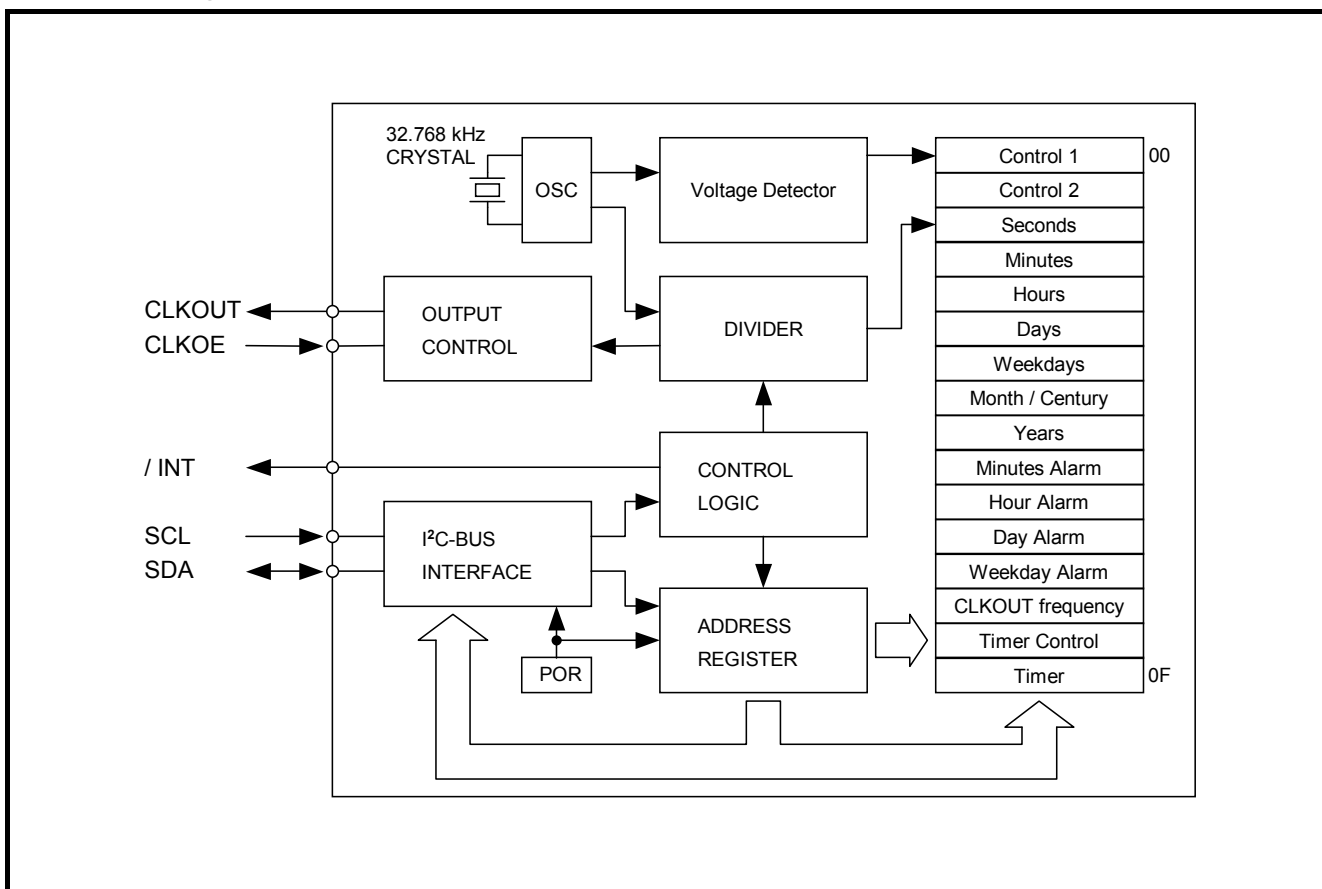 32.768 kHz
CRYSTAL
OSC
Voltage Detector
Control 1
00
Control 2
Seconds
Minutes
Hours
Days
Weekdays
Month / Century
Years
Minutes Alarm
Hour Alarm
Day Alarm
Weekday Alarm
CLKOUT frequency
Timer Control
Timer
0F
CLKOUT
CLKOE
OUTPUT
CONTROL
DIVIDER
/ INT
CONTROL
LOGIC
SCL
SDA
I²C-BUS
INTERFACE
ADDRESS
REGISTER
POR